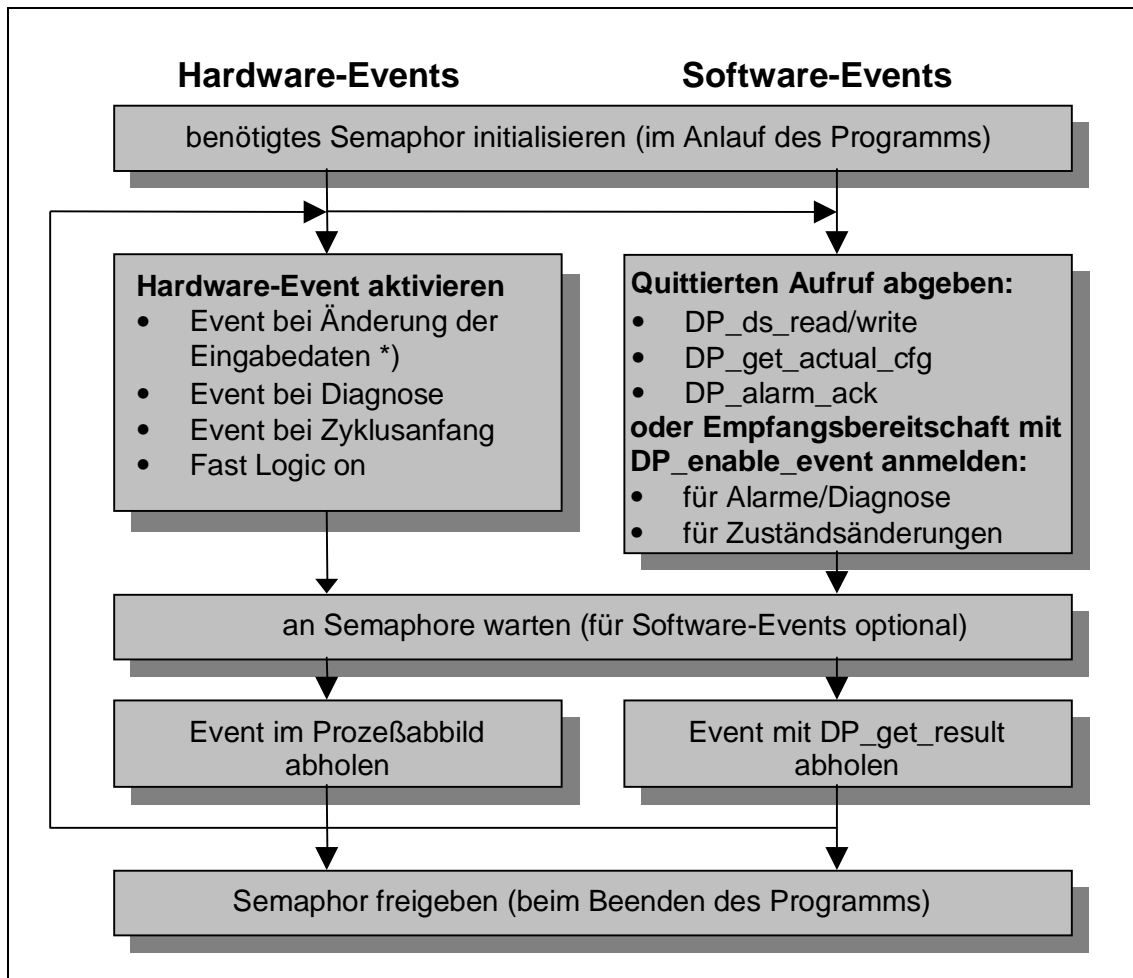 Hardware-Events
Software-Events
benötigtes Semaphor initialisieren (im Anlauf des Programms)
Hardware-Event aktivieren
• Event bei Änderung der
Eingabedaten *)
• Event bei Diagnose
• Event bei Zyklusanfang
• Fast Logic on
Quittierten Aufruf abgeben:
• DP_ds_read/write
• DP_get_actual_cfg
• DP_alarm_ack
oder Empfangsbereitschaft mit
DP_enable_event anmelden:
• für Alarme/Diagnose
• für Zuständsänderungen
an Semaphore warten (für Software-Events optional)
Event im Prozeßabbild
abholen
Event mit DP_get_result
abholen
Semaphor freigeben (beim Beenden des Programms)